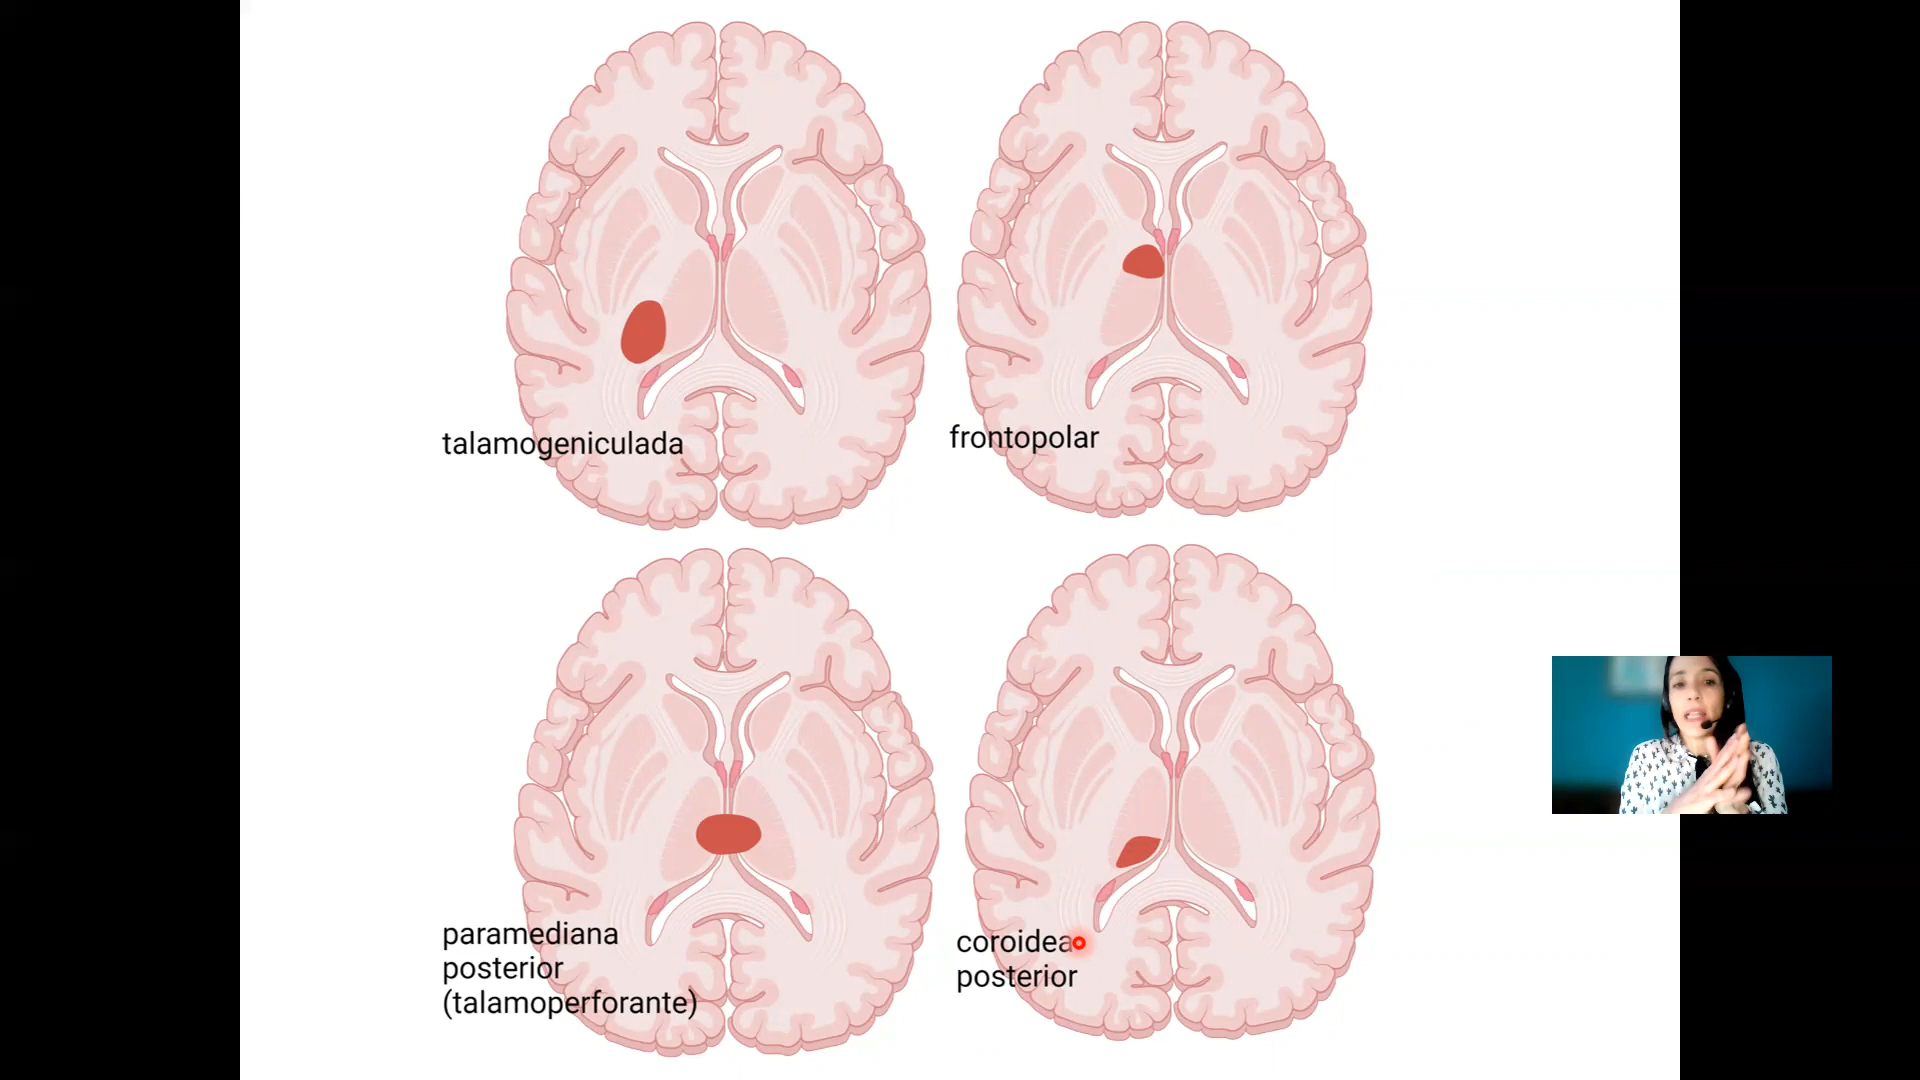 talamogeniculada
frontopolar
paramediana
posterior
(talamoperforante)
coroidea
posterior